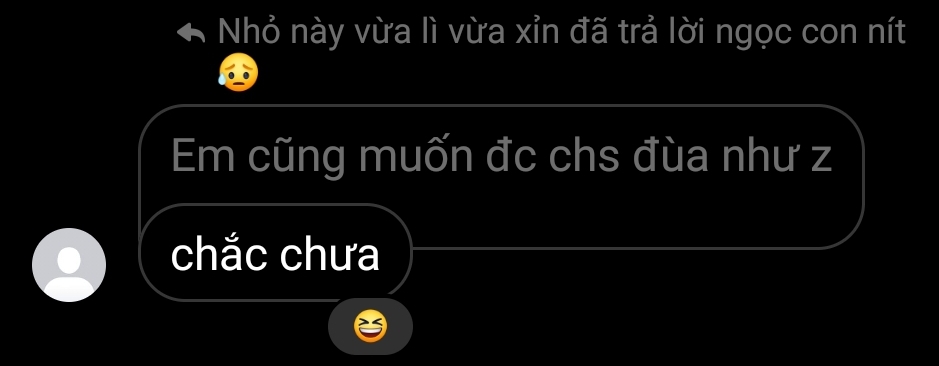 Nhỏ này vừa lì vừa xỉn đã trả lời ngọc con nít
😥
Em cũng muốn đc chs đùa như z
chắc chưa
😆